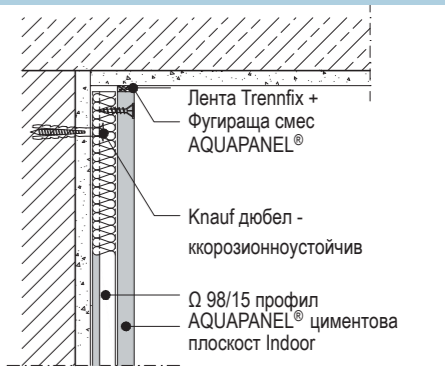 Лента Trennfix +
Фугираща смес
AQUAPANEL®
Knauf дюбел -
ккорозионноустойчив
Ω 98/15 профил
AQUAPANEL® циментова
плоскост Indoor